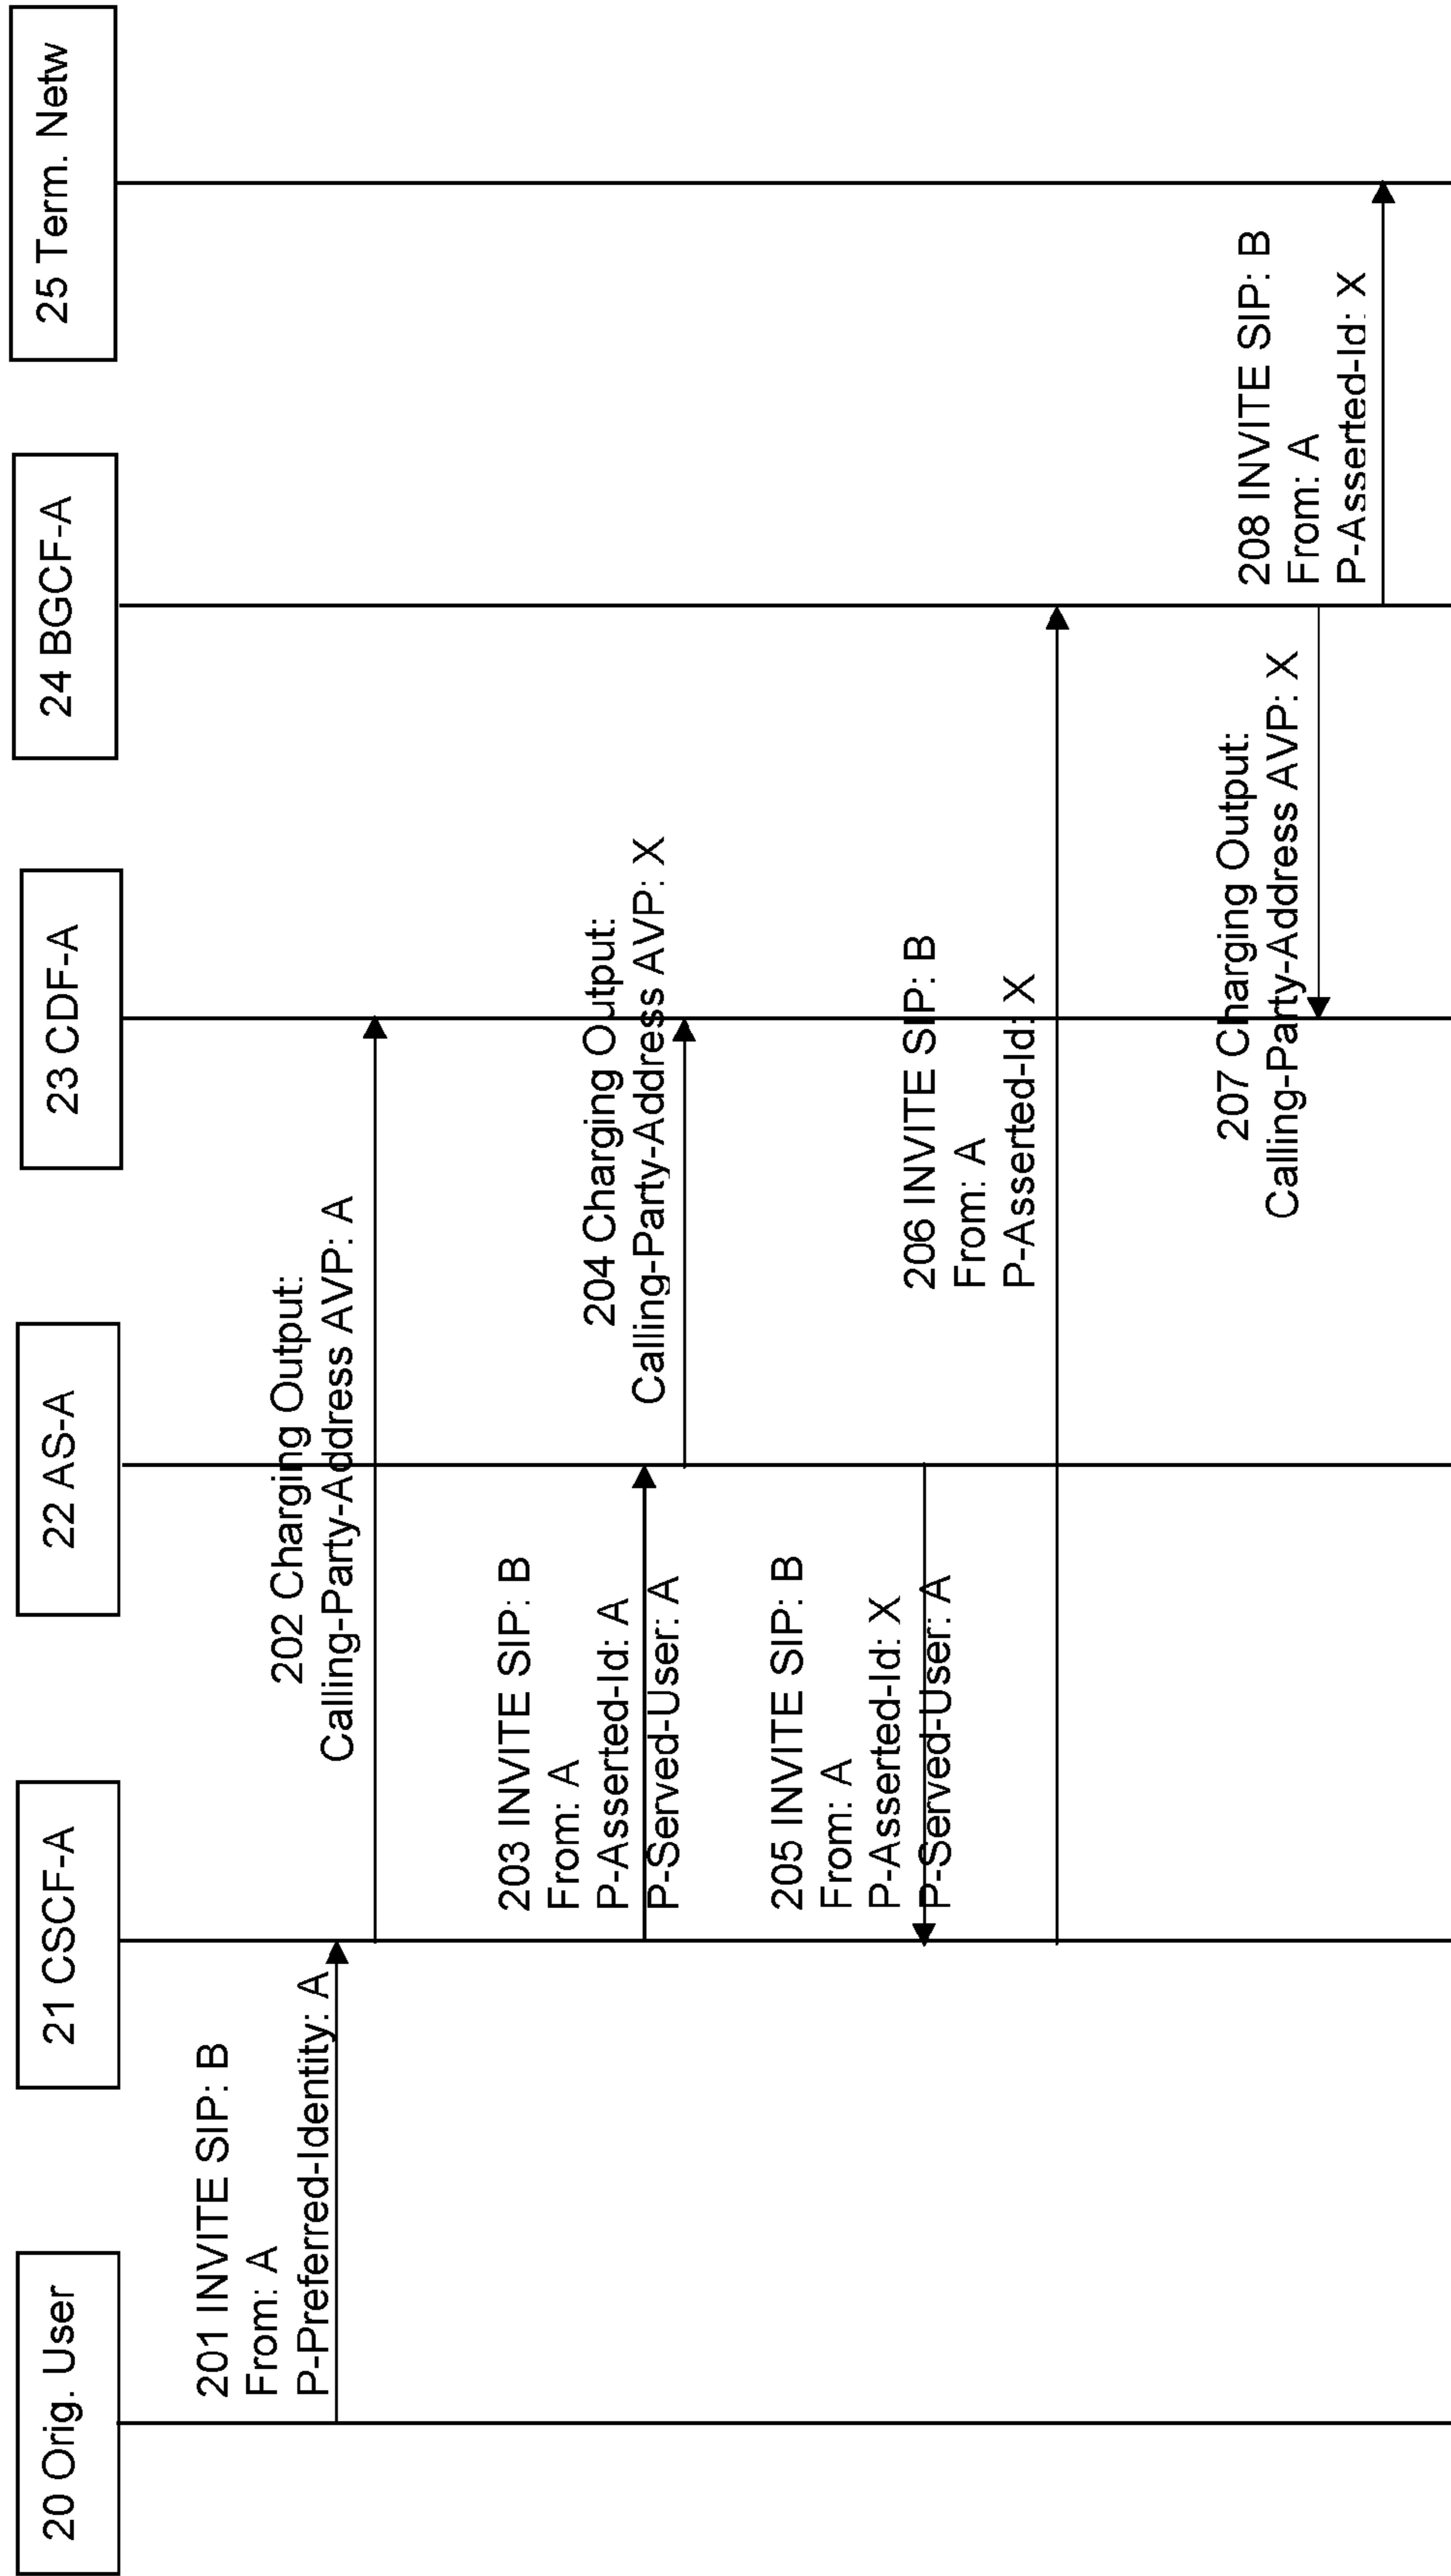 20 Orig. User
21 CSCF-A
22 AS-A
23 CDF-A
24 BGCF-A
25 Term. Netw
201 INVITE SIP: B
From: A
P-Preferred-Identity: A
202 Charging Output:
Calling-Party-Address AVP: A
203 INVITE SIP: B
From: A
P-Asserted-Id: A
P-Served-User: A
204 Charging Output:
Calling-Party-Address AVP: X
205 INVITE SIP: B
From: A
P-Asserted-Id: X
P-Served-User: A
206 INVITE SIP: B
From: A
P-Asserted-Id: X
207 Charging Output:
Calling-Party-Address AVP: X
208 INVITE SIP: B
From: A
P-Asserted-Id: X